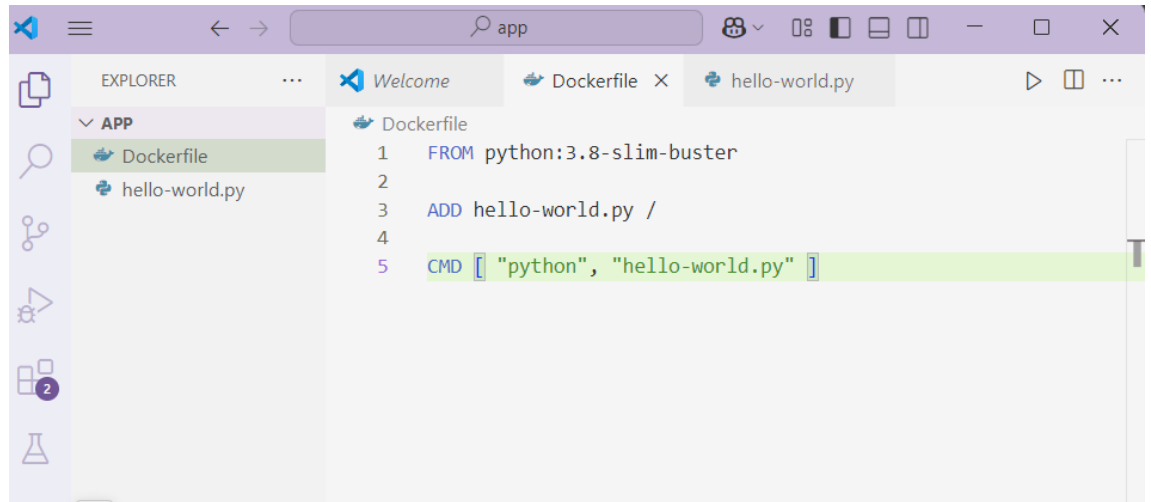 app
EXPLORER
Welcome
Dockerfile
hello-world.py
APP
Dockerfile
hello-world.py
Dockerfile
1 FROM python:3.8-slim-buster
2
3 ADD hello-world.py /
4
5 CMD [ "python", "hello-world.py" ]
2